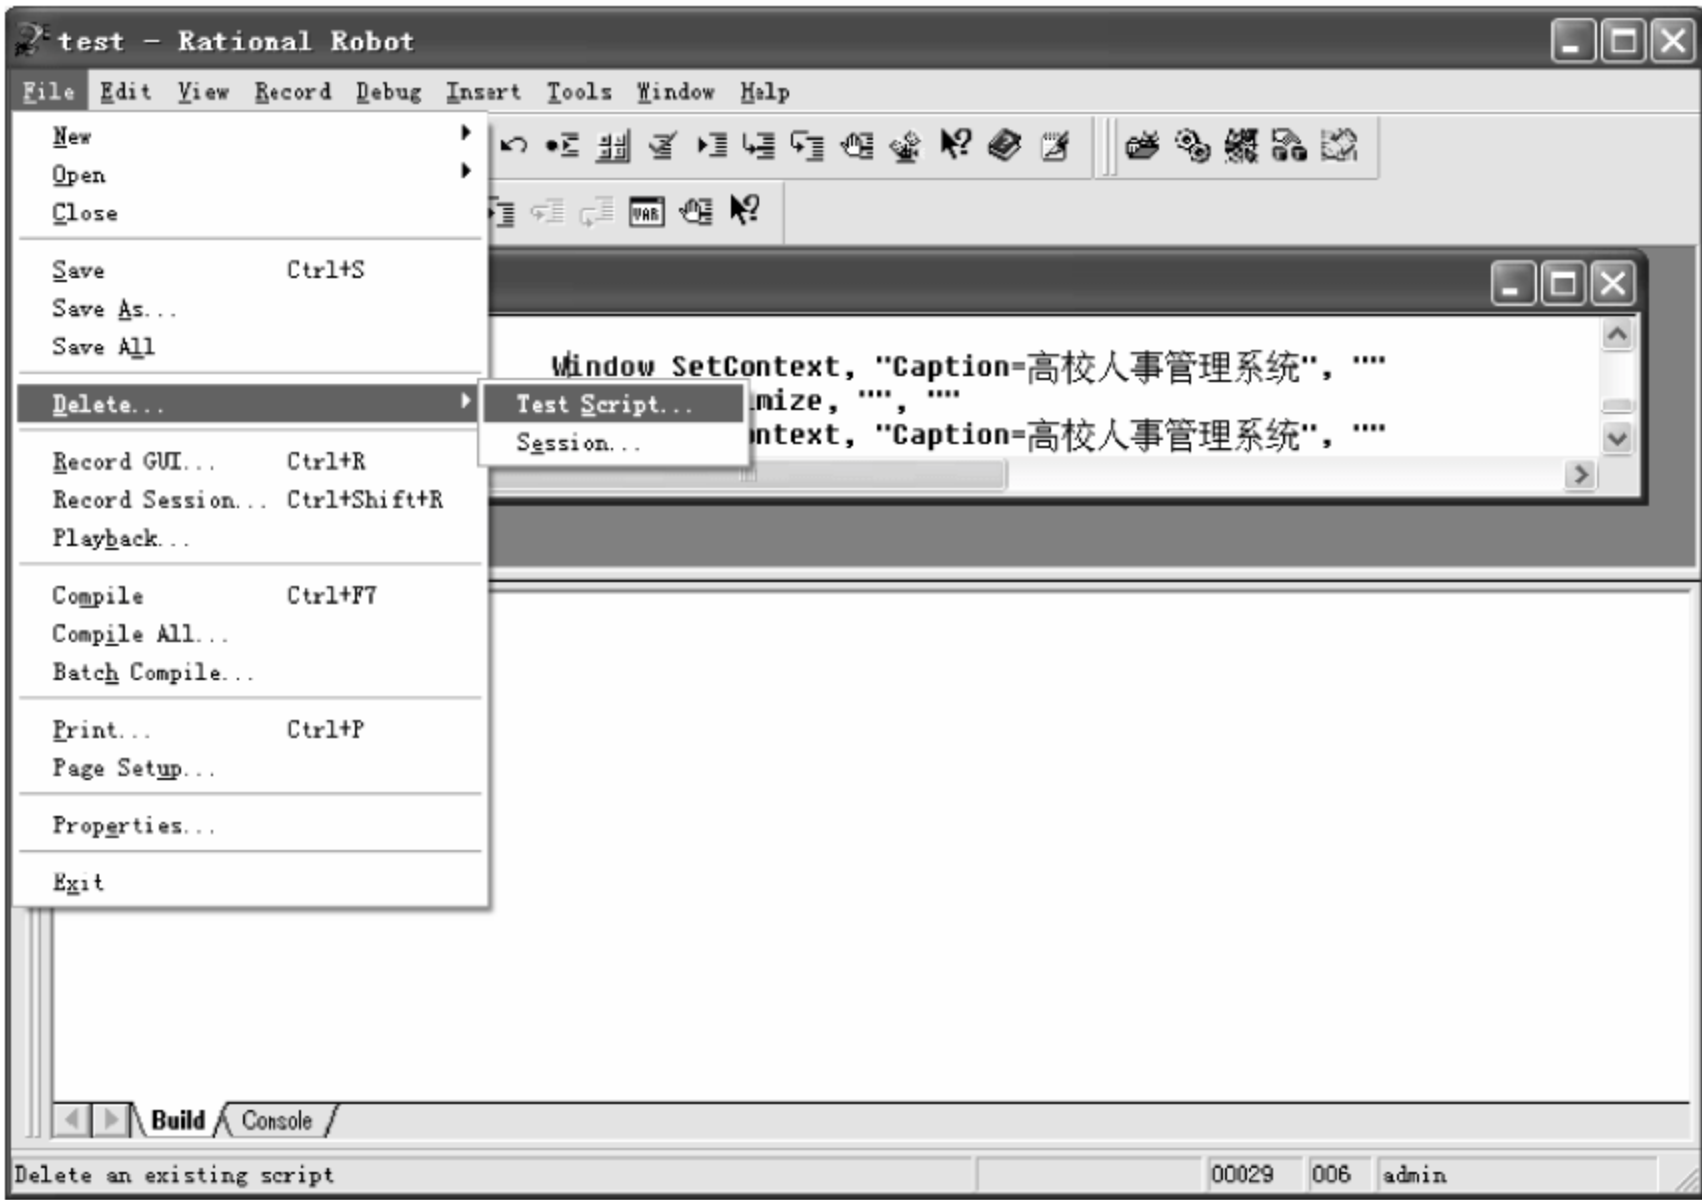 test - Rational Robot
File Edit View Record Debug Insert Tools Window Help
New
Open
Close
Save Ctrl+S
Save As...
Save All
Delete...
Record GUI... Ctrl+R
Record Session... Ctrl+Shift+R
Playback...
Compile Ctrl+F7
Compile All...
Batch Compile...
Print... Ctrl+P
Page Setup...
Properties...
Exit
Test Script...
Session...
VAR
Window SetContext, "Caption=高校人事管理系统", ""
mize, "", ""
ntext, "Caption=高校人事管理系统", ""
Build Console
Delete an existing script 00029 006 admin